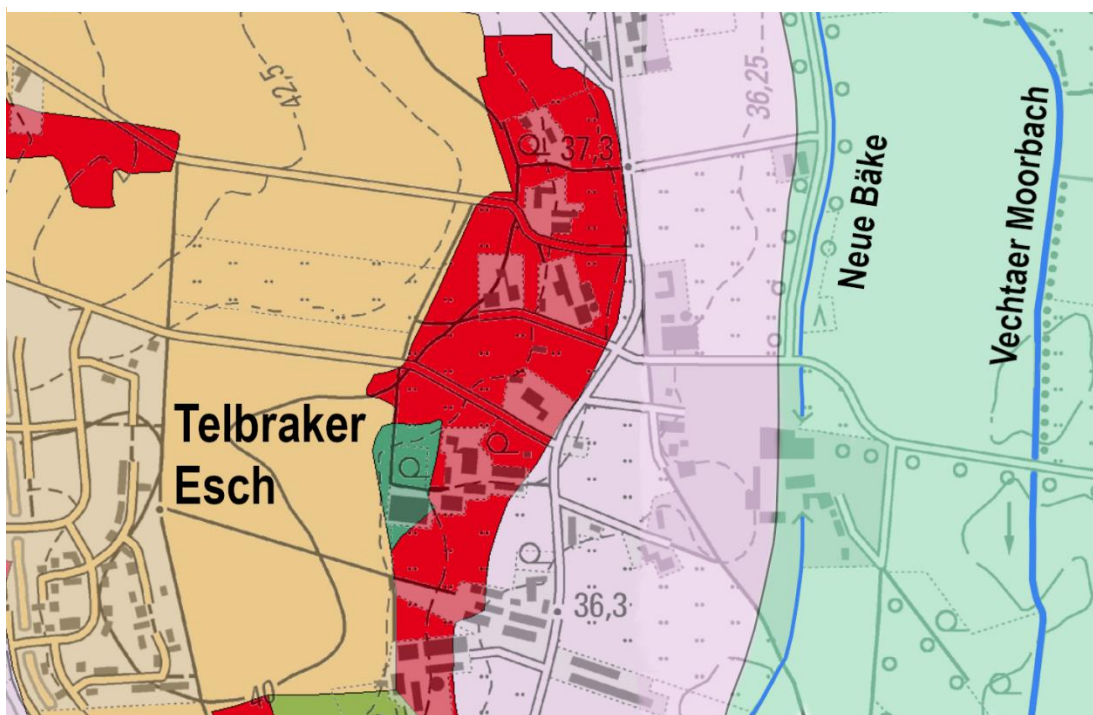 42,5
37,3
36,25
Neue Bäke
Vechtaer Moorbach
Telbraker
Esch
36,3
40